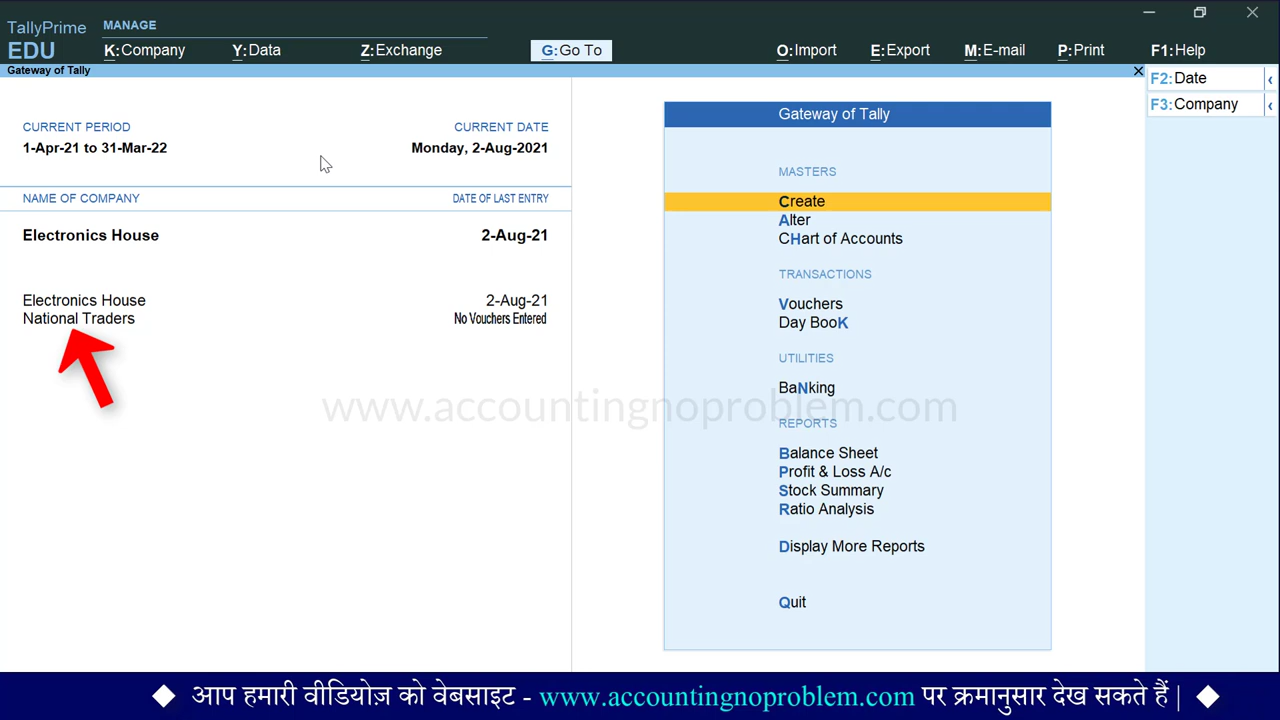 TallyPrime
EDU
MANAGE
K:Company Y:Data Z:Exchange G:Go To O:Import E:Export M:E-mail P:Print F1:Help
Gateway of Tally
F2:Date
F3:Company
CURRENT PERIOD CURRENT DATE
1-Apr-21 to 31-Mar-22 Monday, 2-Aug-2021
NAME OF COMPANY DATE OF LAST ENTRY
Electronics House 2-Aug-21
Electronics House 2-Aug-21
National Traders No Vouchers Entered
Gateway of Tally
MASTERS
Create
Alter
CHart of Accounts
TRANSACTIONS
Vouchers
Day BooK
UTILITIES
BaNking
www.accountingnoproblem.com
REPORTS
Balance Sheet
Profit & Loss A/c
Stock Summary
Ratio Analysis
Display More Reports
Quit
आप हमारी वीडियोज़ को वेबसाइट - www.accountingnoproblem.com पर क्रमानुसार देख सकते हैं |